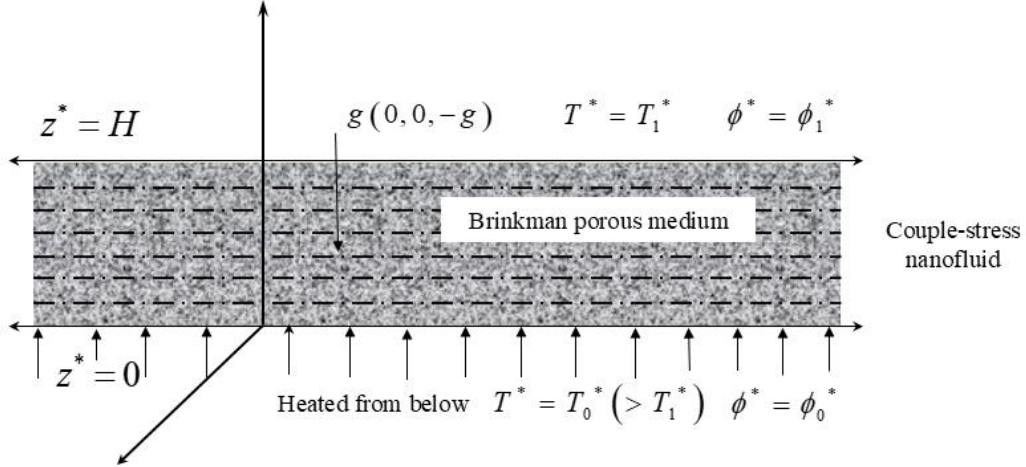 z* = H
g(0, 0, −g)
T* = T₁*
ϕ* = ϕ₁*
Brinkman porous medium
Couple-stress
nanofluid
z* = 0
Heated from below T* = T₀* (> T₁*) ϕ* = ϕ₀*